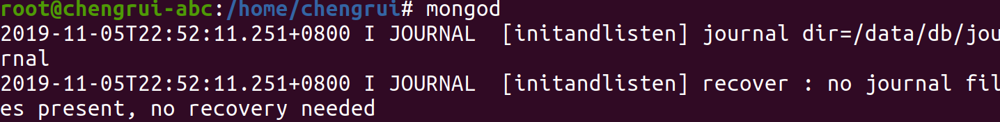 root@chengrui-abc:/home/chengrui# mongod
2019-11-05T22:52:11.251+0800 I JOURNAL  [initandlisten] journal dir=/data/db/jou
rnal
2019-11-05T22:52:11.251+0800 I JOURNAL  [initandlisten] recover : no journal fil
es present, no recovery needed